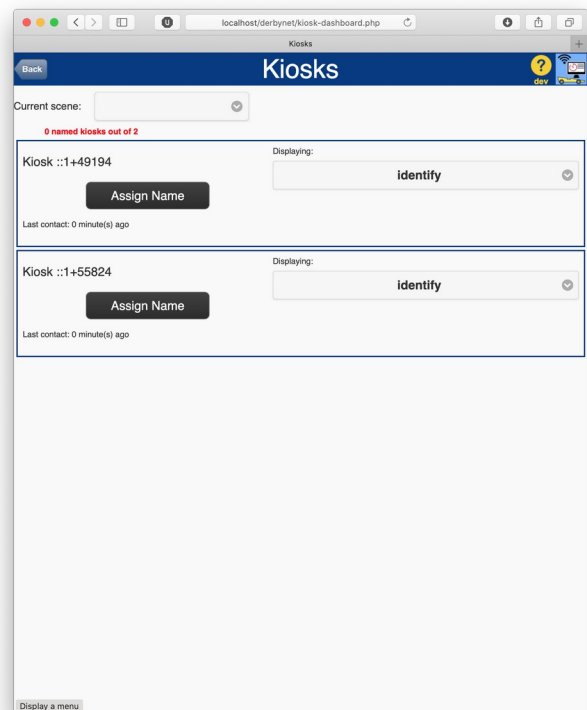 U
localhost/derbynet/kiosk-dashboard.php
Kiosks
Back
Kiosks
?
dev
Current scene:
0 named kiosks out of 2
Kiosk ::1+49194
Displaying:
identify
Assign Name
Last contact: 0 minute(s) ago
Kiosk ::1+55824
Displaying:
identify
Assign Name
Last contact: 0 minute(s) ago
Display a menu